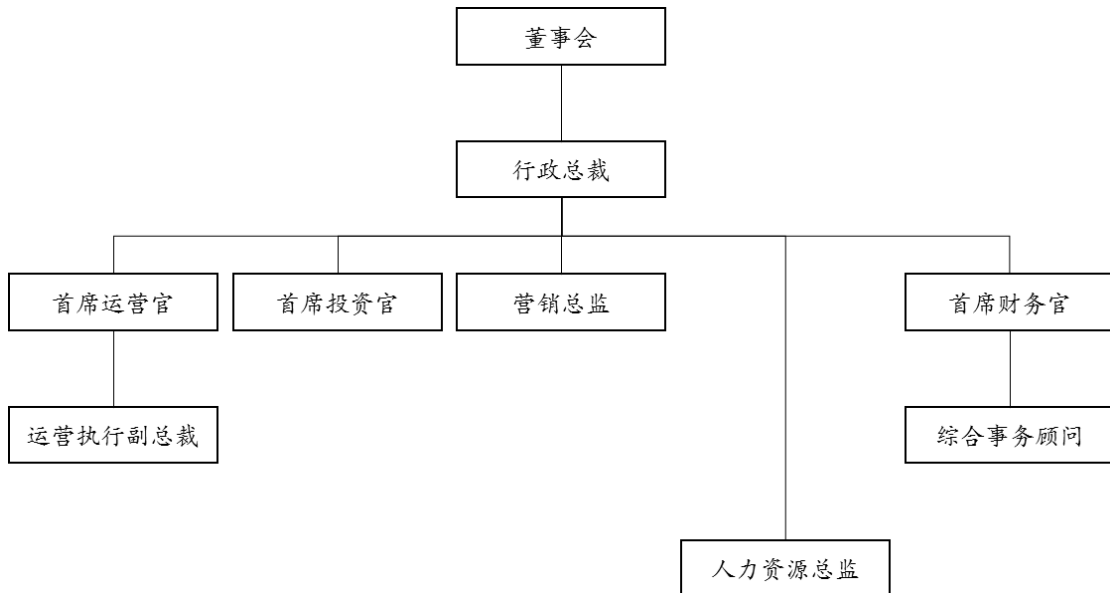 董事会
行政总裁
首席运营官
首席投资官
营销总监
首席财务官
运营执行副总裁
综合事务顾问
人力资源总监